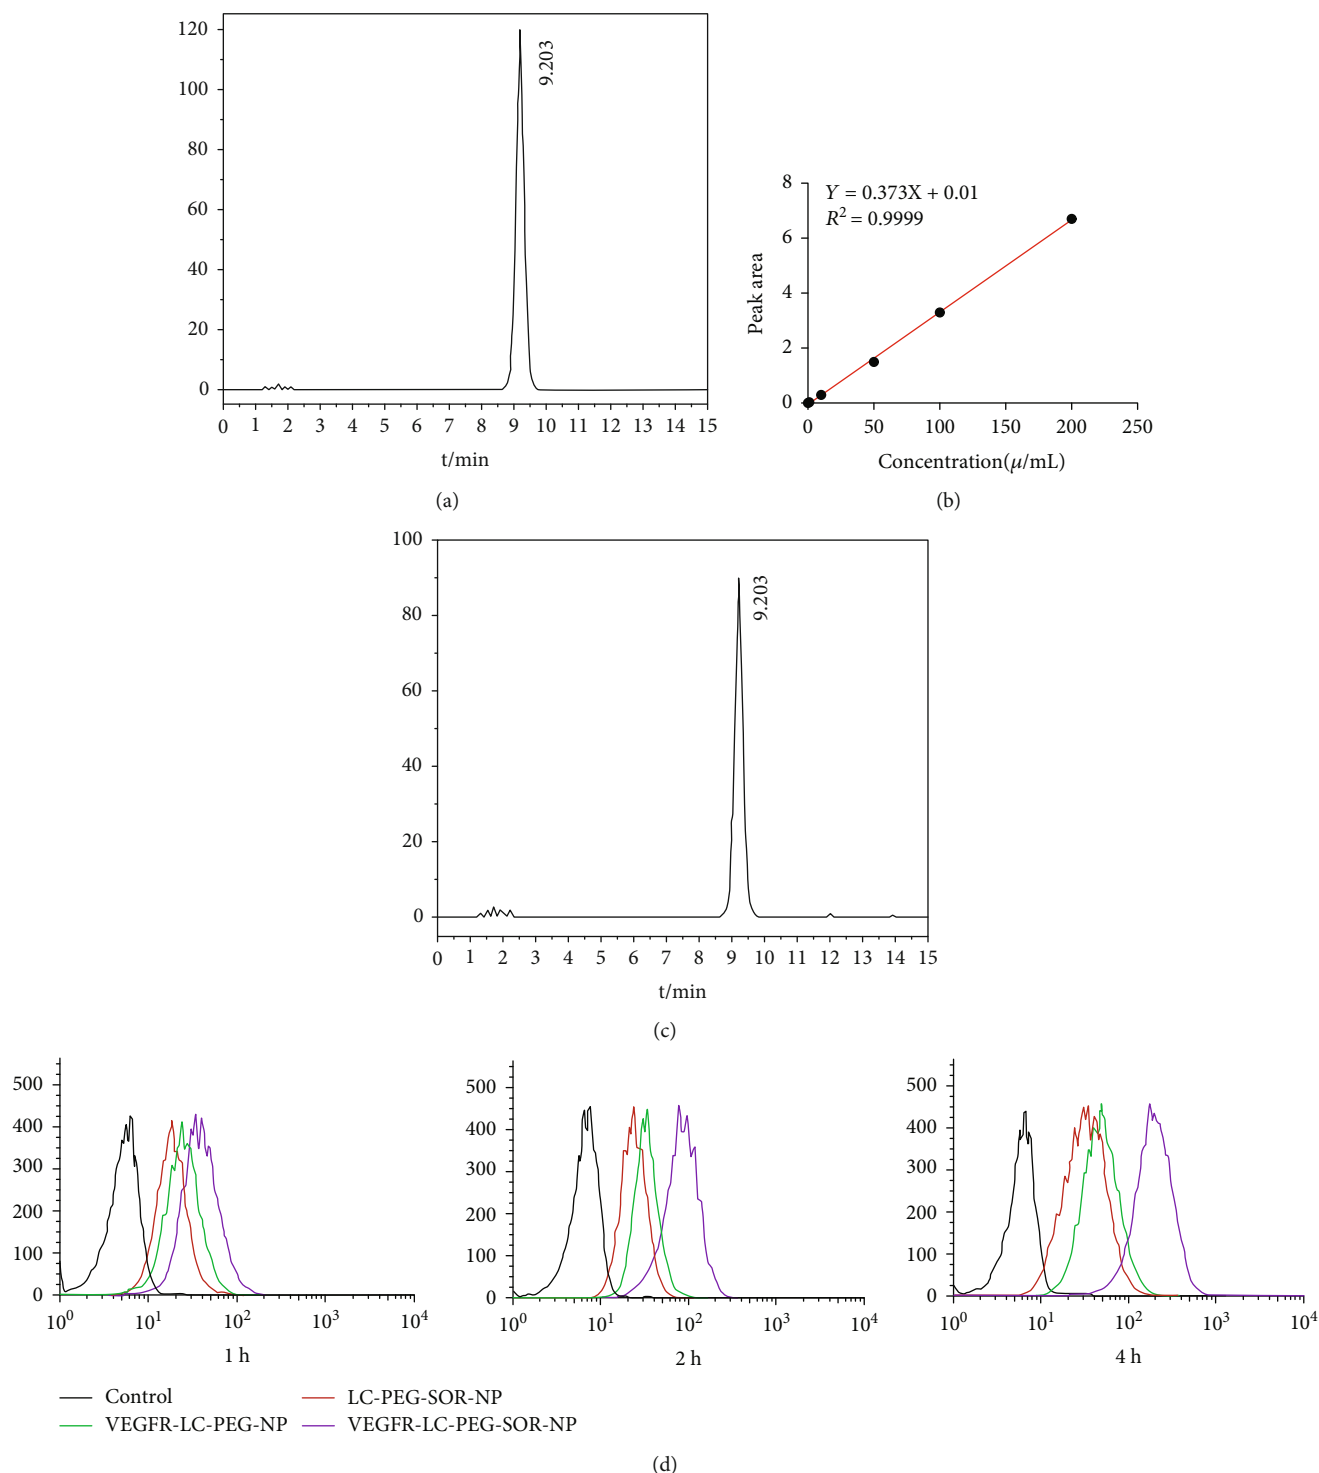 120
100
80
60
40
20
0
9.203
0 1 2 3 4 5 6 7 8 9 10 11 12 13 14 15
t/min
(a)
8
6
4
2
0
Y = 0.373X + 0.01
R² = 0.9999
Peak area
0 50 100 150 200 250
Concentration(μ/mL)
(b)
100
80
60
40
20
0
9.203
0 1 2 3 4 5 6 7 8 9 10 11 12 13 14 15
t/min
(c)
500
400
300
200
100
0
10⁰ 10¹ 10² 10³ 10⁴
1 h
500
400
300
200
100
0
10⁰ 10¹ 10² 10³ 10⁴
2 h
500
400
300
200
100
0
10⁰ 10¹ 10² 10³ 10⁴
4 h
Control LC-PEG-SOR-NP
VEGFR-LC-PEG-NP VEGFR-LC-PEG-SOR-NP
(d)